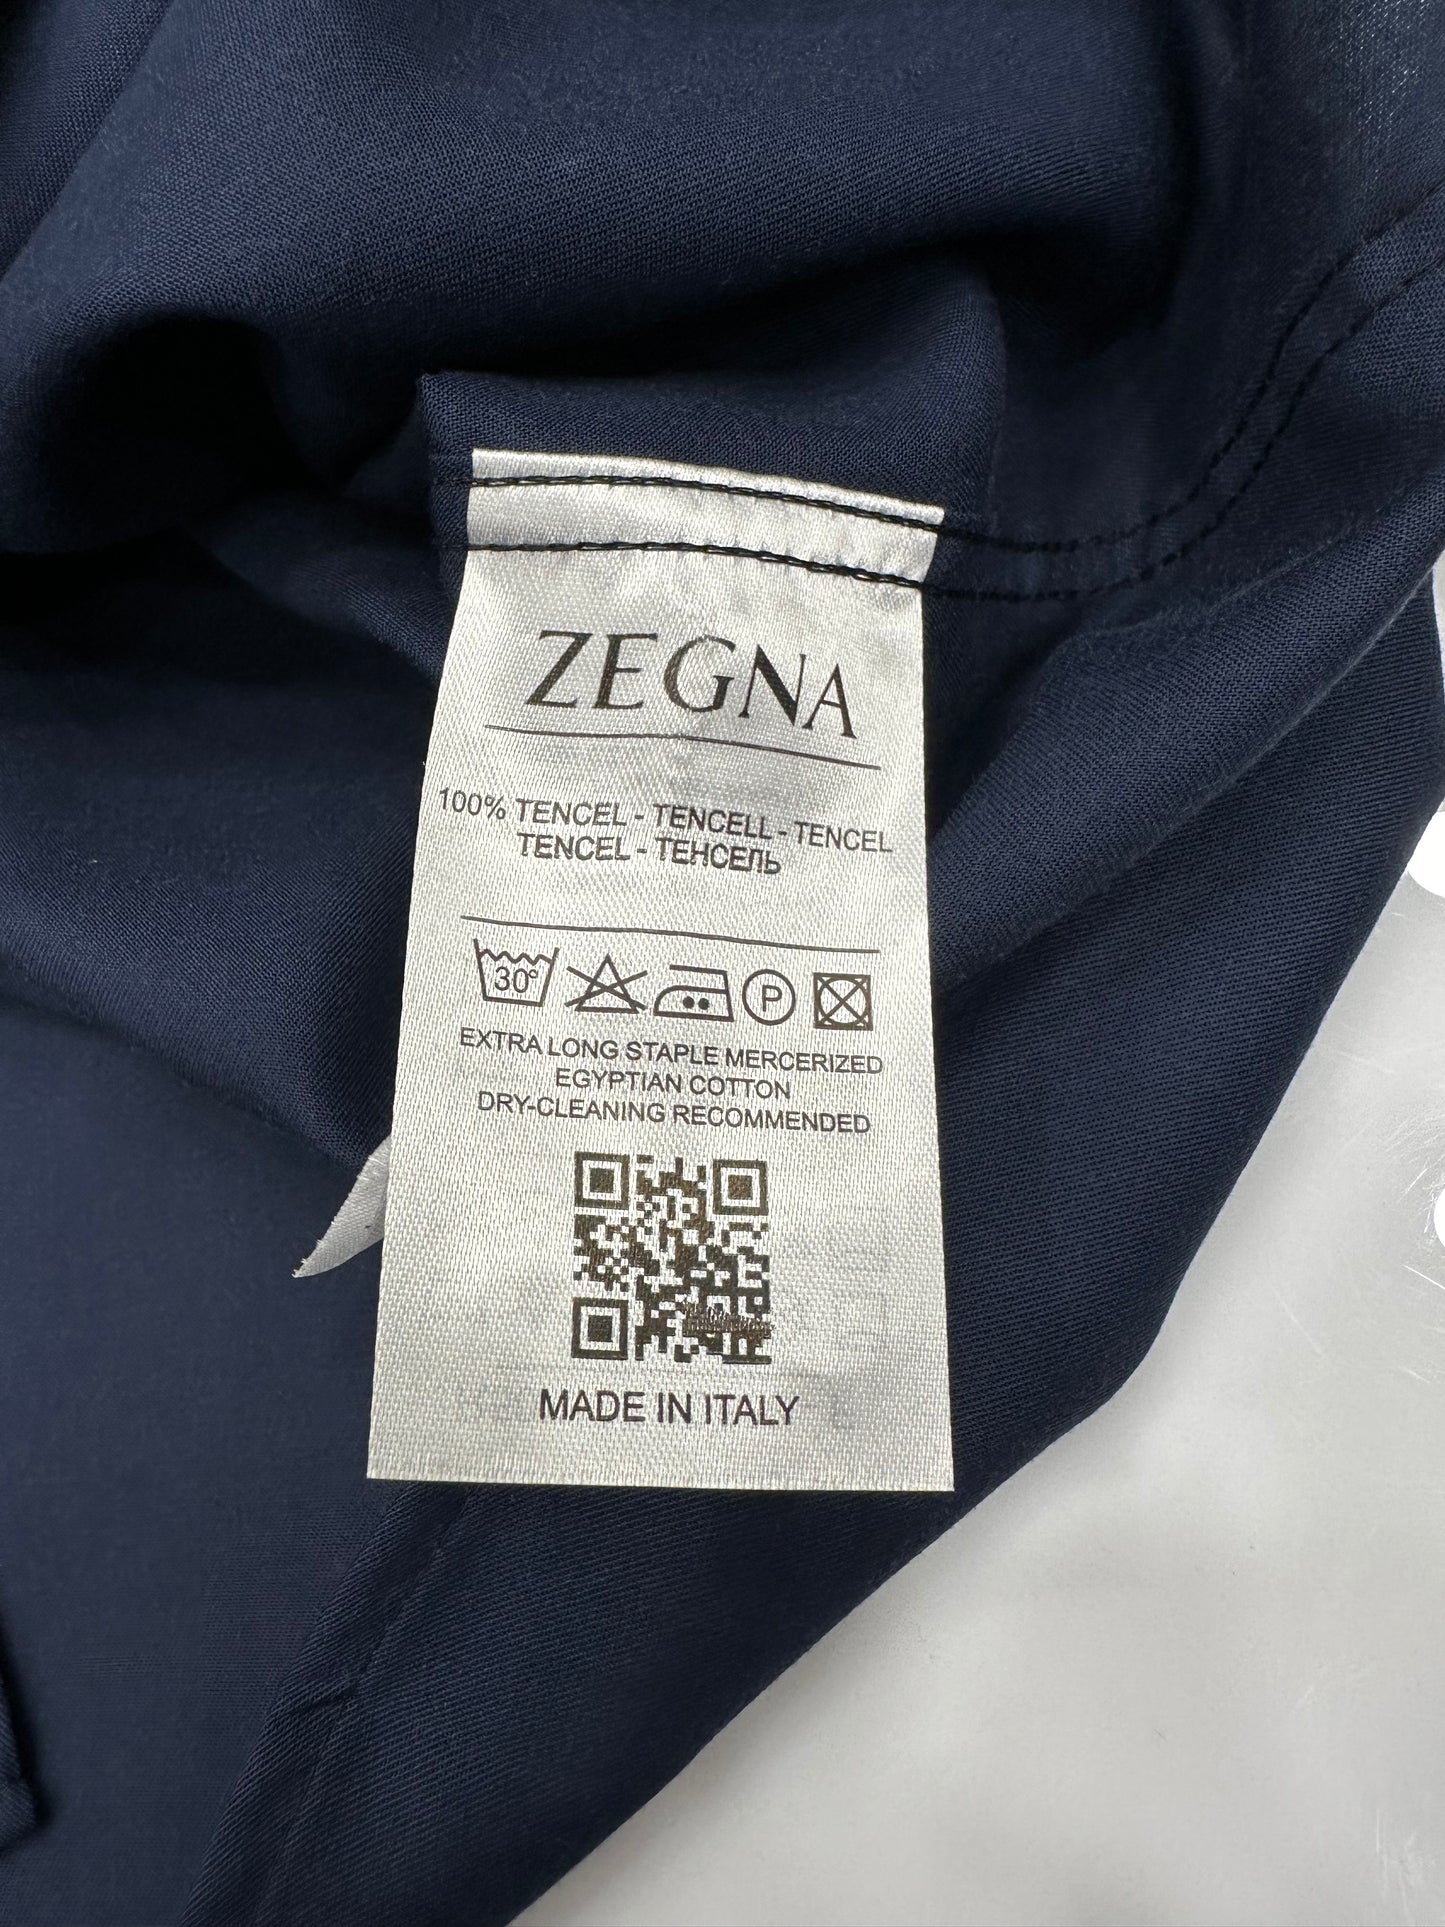 ZEGNA
100% TENCEL - TENCELL - TENCEL
TENCEL - ТЕНСЕЛЬ
30°
P
EXTRA LONG STAPLE MERCERIZED
EGYPTIAN COTTON
DRY-CLEANING RECOMMENDED
MADE IN ITALY